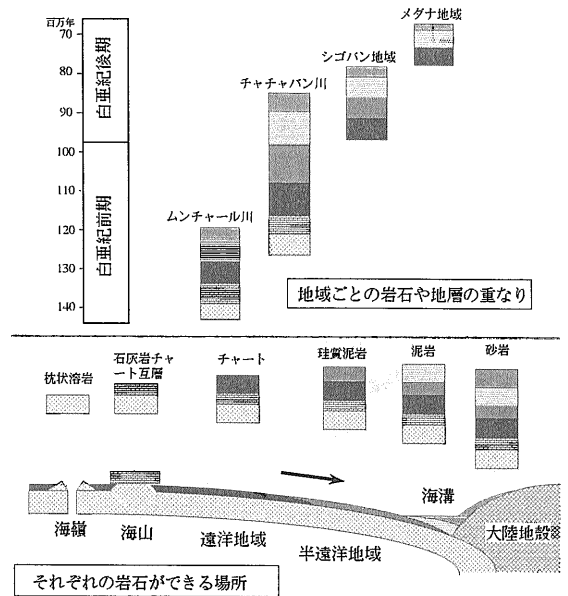 百万年
70
80
90
100
110
120
130
140
白亜紀後期
白亜紀前期
メダナ地域
シゴバン地域
チャチャバン川
ムンチャール川
地域ごとの岩石や地層の重なり
枕状溶岩
石灰岩チャ
ート互層
チャート
珪質泥岩
泥岩
砂岩
海嶺
海山
遠洋地域
半遠洋地域
海溝
大陸地殻
それぞれの岩石ができる場所